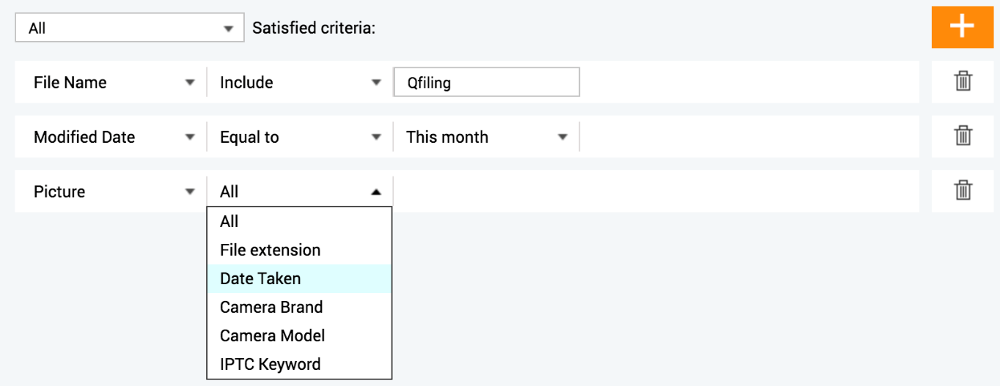 All Satisfied criteria:
File Name Include Qfiling
Modified Date Equal to This month
Picture All
All
File extension
Date Taken
Camera Brand
Camera Model
IPTC Keyword